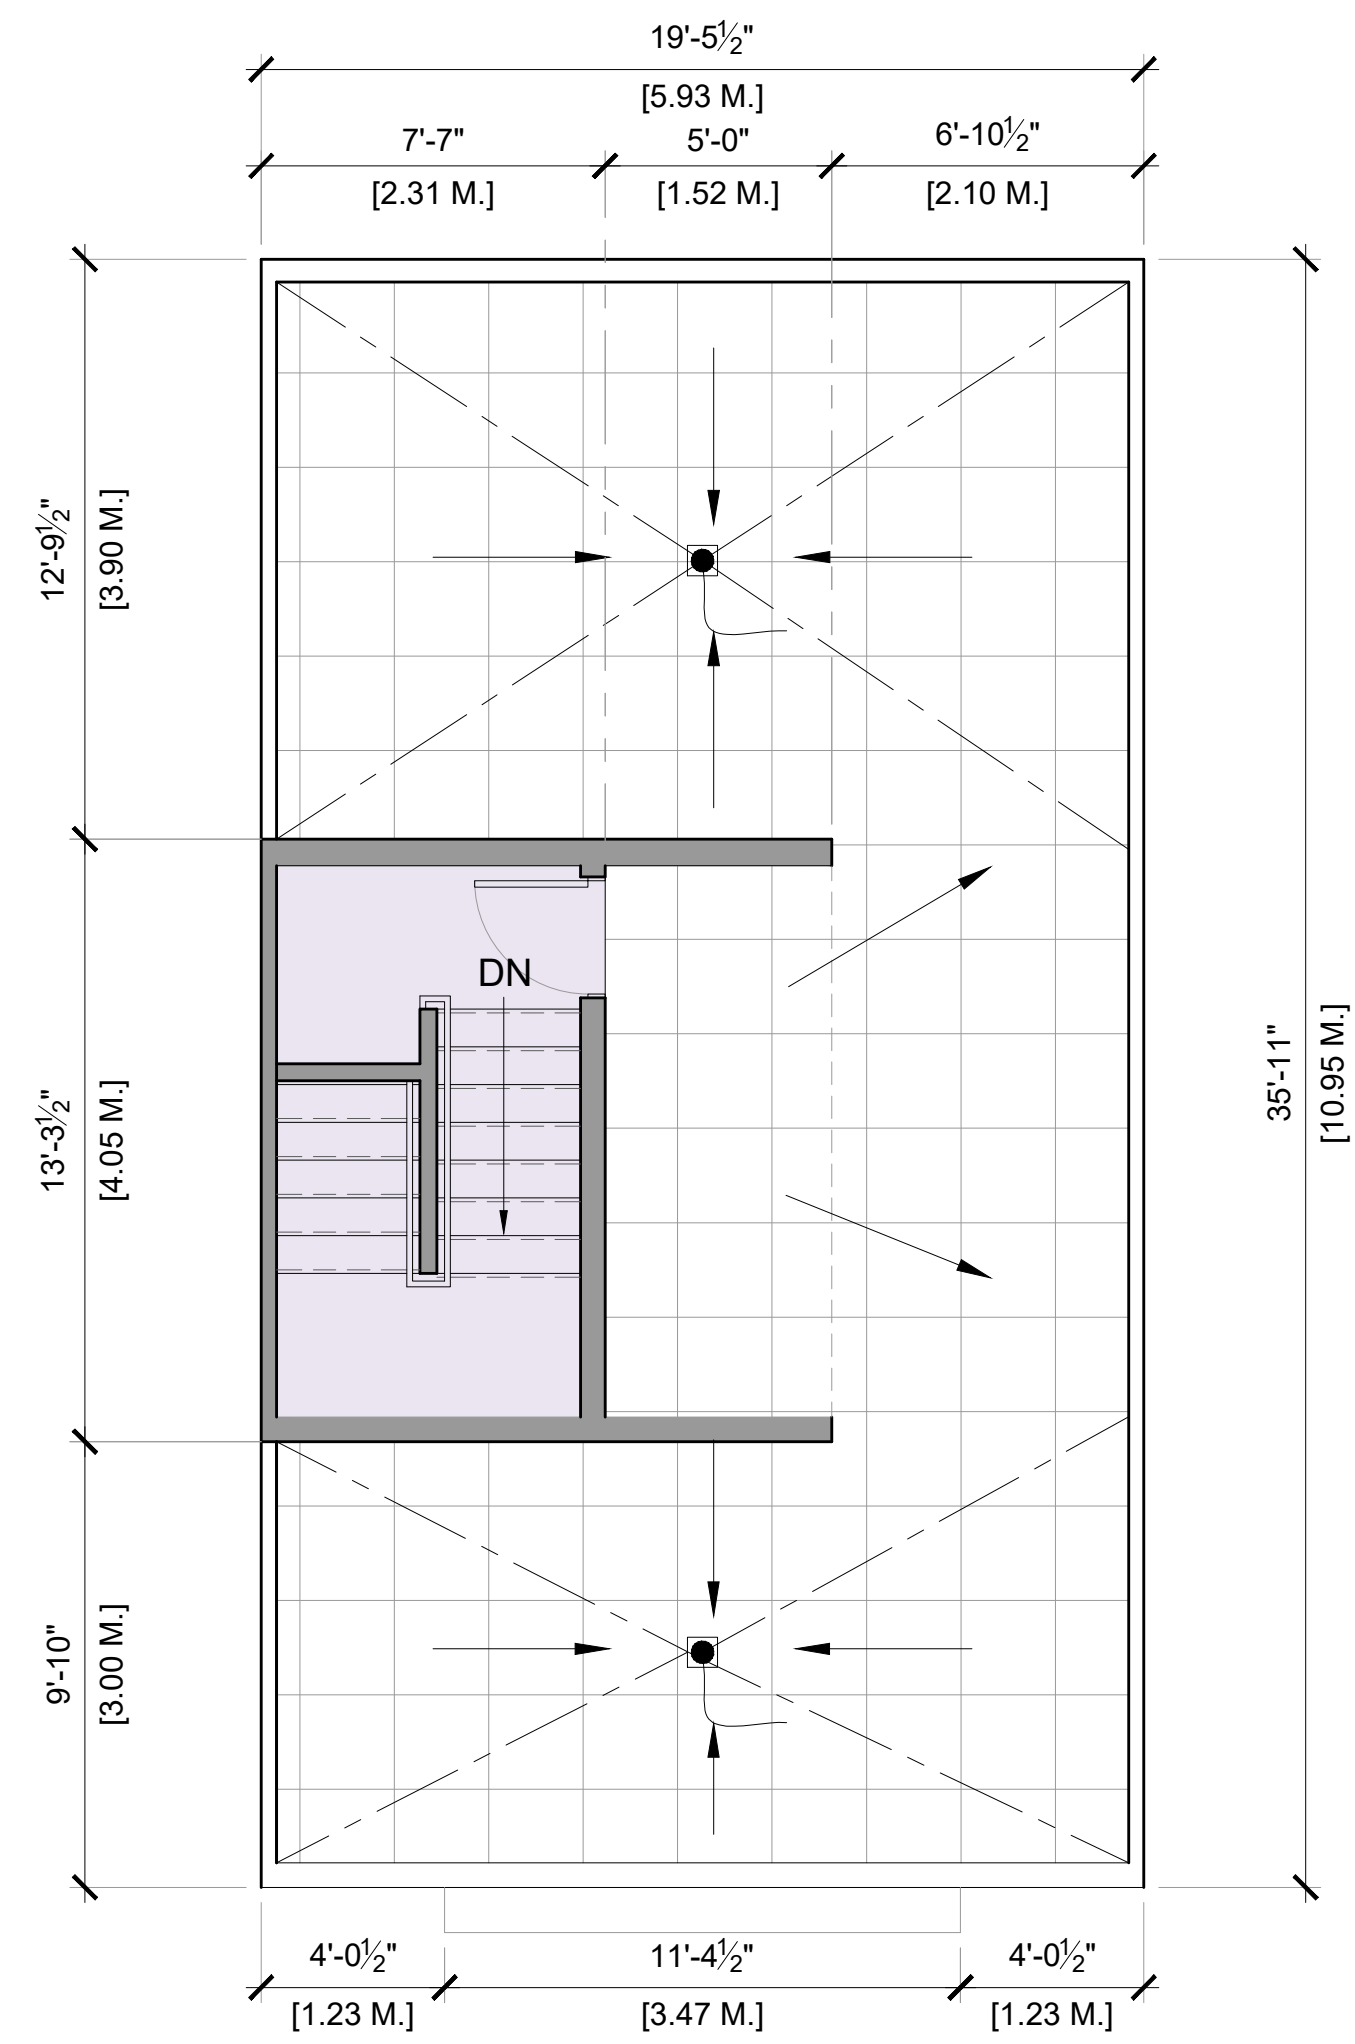 19'-5½"
[5.93 M.]
7'-7"
5'-0"
6'-10½"
[2.31 M.]
[1.52 M.]
[2.10 M.]
12'-9½"
[3.90 M.]
DN
13'-3½"
[4.05 M.]
35'-11"
[10.95 M.]
9'-10"
[3.00 M.]
4'-0½"
11'-4½"
4'-0½"
[1.23 M.]
[3.47 M.]
[1.23 M.]